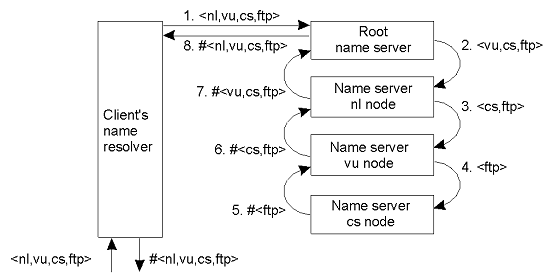 1. <nl,vu,cs,ftp>
Root
name server
2. <vu,cs,ftp>
8. #<nl,vu,cs,ftp>
7. #<vu,cs,ftp>
Name server
nl node
3. <cs,ftp>
Client's
name
resolver
6. #<cs,ftp>
Name server
vu node
4. <ftp>
5. #<ftp>
Name server
cs node
<nl,vu,cs,ftp>
#<nl,vu,cs,ftp>